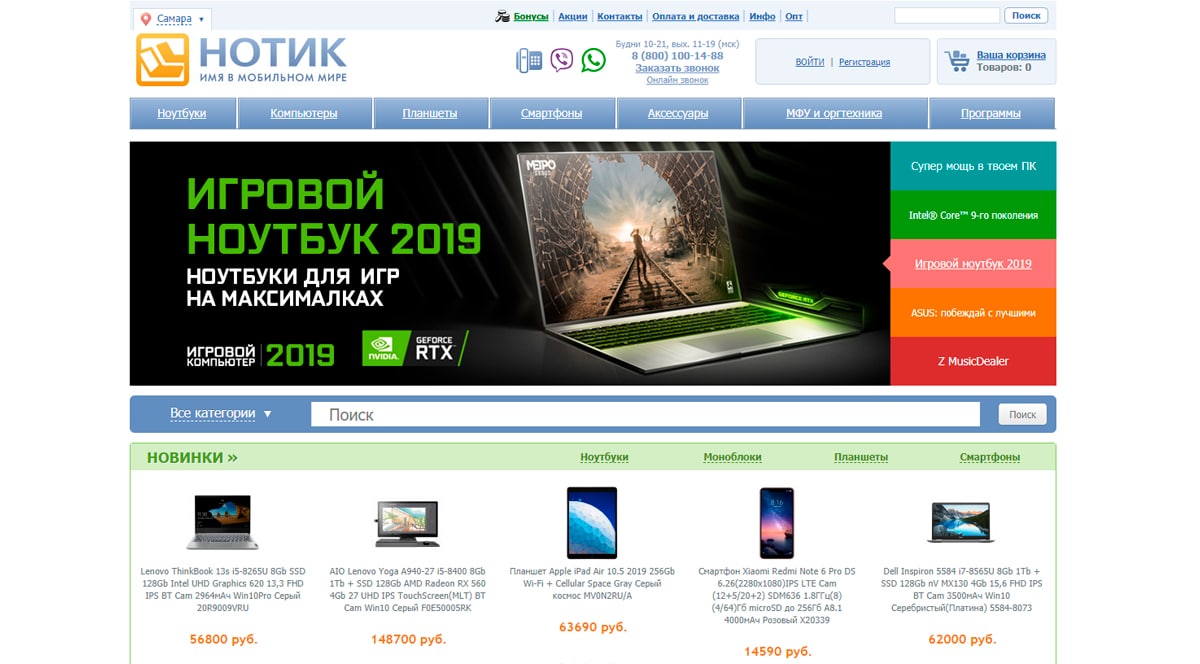 Самара
Бонусы | Акции | Контакты | Оплата и доставка | Инфо | Опт |
Поиск
НОТИК
ИМЯ В МОБИЛЬНОМ МИРЕ
Будни 10-21, вых. 11-19 (мск)
8 (800) 100-14-88
Заказать звонок
Онлайн звонок
ВОЙТИ | Регистрация
Ваша корзина
Товаров: 0
Ноутбуки
Компьютеры
Планшеты
Смартфоны
Аксессуары
МФУ и оргтехника
Программы
ИГРОВОЙ
НОУТБУК 2019
НОУТБУКИ ДЛЯ ИГР
НА МАКСИМАЛКАХ
ИГРОВОЙ
КОМПЬЮТЕР
2019
NVIDIA.
GEFORCE
RTX
МЕТРО
GEFORCE RTX
Супер мощь в твоем ПК
Intel® Core™ 9-го поколения
Игровой ноутбук 2019
ASUS: побеждай с лучшими
Z MusicDealer
Все категории
Поиск
Поиск
НОВИНКИ »
Ноутбуки
Моноблоки
Планшеты
Смартфоны
8:16
Lenovo ThinkBook 13s i5-8265U 8Gb SSD
128Gb Intel UHD Graphics 620 13,3 FHD
IPS BT Cam 2964мАч Win10Pro Серый
20R9009VRU
56800 руб.
AIO Lenovo Yoga A940-27 i5-8400 8Gb
1Tb + SSD 128Gb AMD Radeon RX 560
4Gb 27 UHD IPS TouchScreen(MLT) BT
Cam Win10 Серый F0E50005RK
148700 руб.
Планшет Apple iPad Air 10.5 2019 256Gb
Wi-Fi + Cellular Space Gray Серый
космос MV0N2RU/A
63690 руб.
Смартфон Xiaomi Redmi Note 6 Pro DS
6.26(2280x1080)IPS LTE Cam
(12+5/20+2) SDM636 1.8ГГц(8)
(4/64)Гб microSD до 256Гб A8.1
4000мАч Розовый X20339
14590 руб.
Dell Inspiron 5584 i7-8565U 8Gb 1Tb +
SSD 128Gb nV MX130 4Gb 15,6 FHD IPS
BT Cam 3500мАч Win10
Серебристый(Платина) 5584-8073
62000 руб.